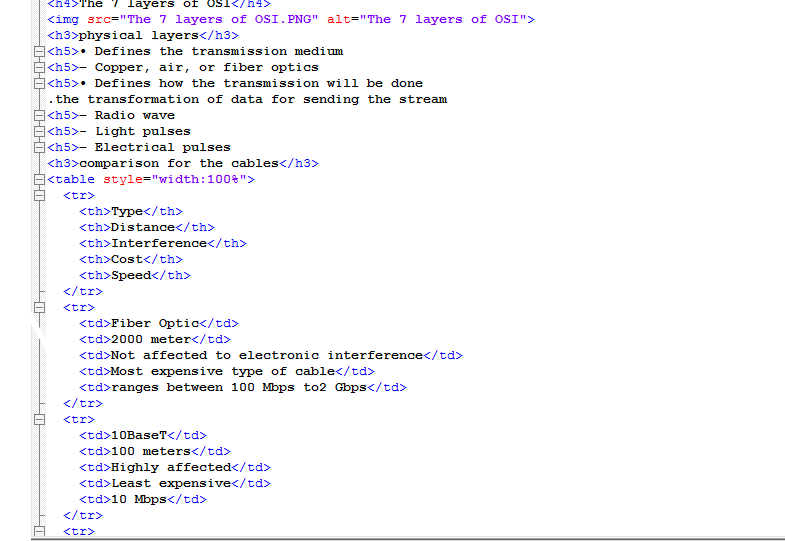 <h4>The 7 layers of OSI</h4>
<img src="The 7 layers of OSI.PNG" alt="The 7 layers of OSI">
<h3>physical layers</h3>
<h5>• Defines the transmission medium
<h5>– Copper, air, or fiber optics
<h5>• Defines how the transmission will be done
.the transformation of data for sending the stream
<h5>– Radio wave
<h5>– Light pulses
<h5>– Electrical pulses
<h3>comparison for the cables</h3>
<table style="width:100%">
  <tr>
    <th>Type</th>
    <th>Distance</th>
    <th>Interference</th>
    <th>Cost</th>
    <th>Speed</th>
  </tr>
  <tr>
    <td>Fiber Optic</td>
    <td>2000 meter</td>
    <td>Not affected to electronic interference</td>
    <td>Most expensive type of cable</td>
    <td>ranges between 100 Mbps to2 Gbps</td>
  </tr>
  <tr>
    <td>10BaseT</td>
    <td>100 meters</td>
    <td>Highly affected</td>
    <td>Least expensive</td>
    <td>10 Mbps</td>
  </tr>
  <tr>